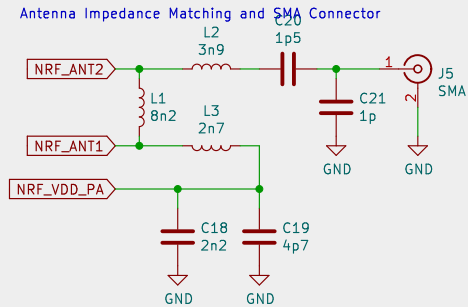 Antenna Impedance Matching and SMA Connector
C20
1p5
L2
3n9
NRF_ANT2
1
J5
SMA
2
L1
8n2
C21
1p
L3
2n7
NRF_ANT1
GND
GND
NRF_VDD_PA
C18
2n2
C19
4p7
GND
GND